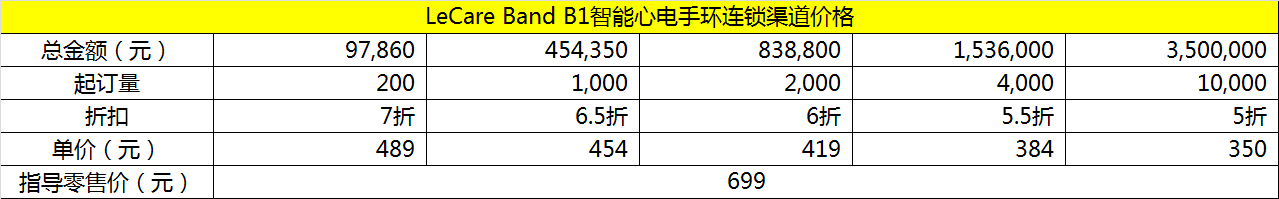 LeCare Band B1智能心电手环连锁渠道价格
总金额（元） 97,860 454,350 838,800 1,536,000 3,500,000
起订量 200 1,000 2,000 4,000 10,000
折扣 7折 6.5折 6折 5.5折 5折
单价（元） 489 454 419 384 350
指导零售价（元） 699